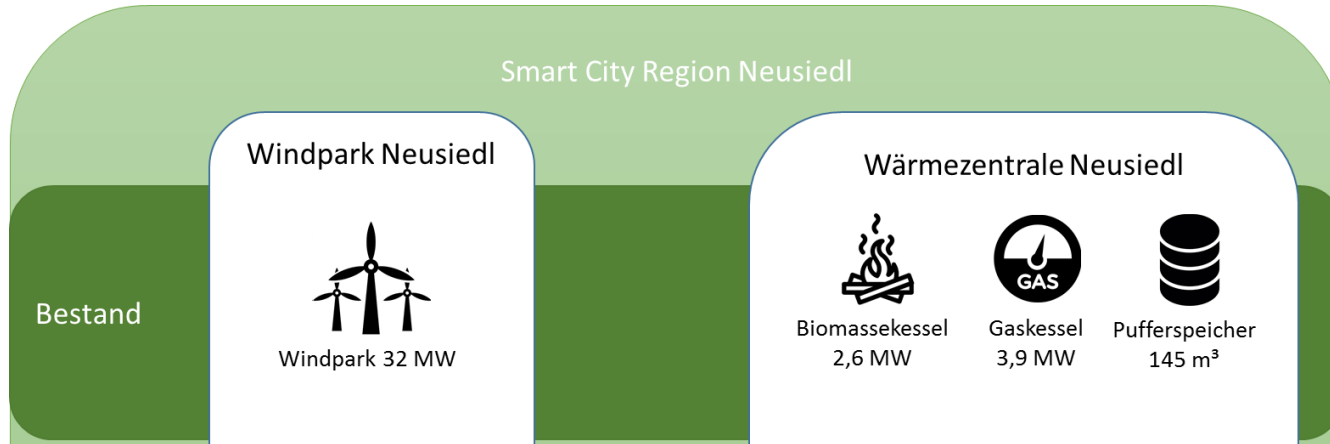 Smart City Region Neusiedl
Windpark Neusiedl
Wärmezentrale Neusiedl
Bestand
Windpark 32 MW
GAS
Biomassekessel
2,6 MW
Gaskessel
3,9 MW
Pufferspeicher
145 m³